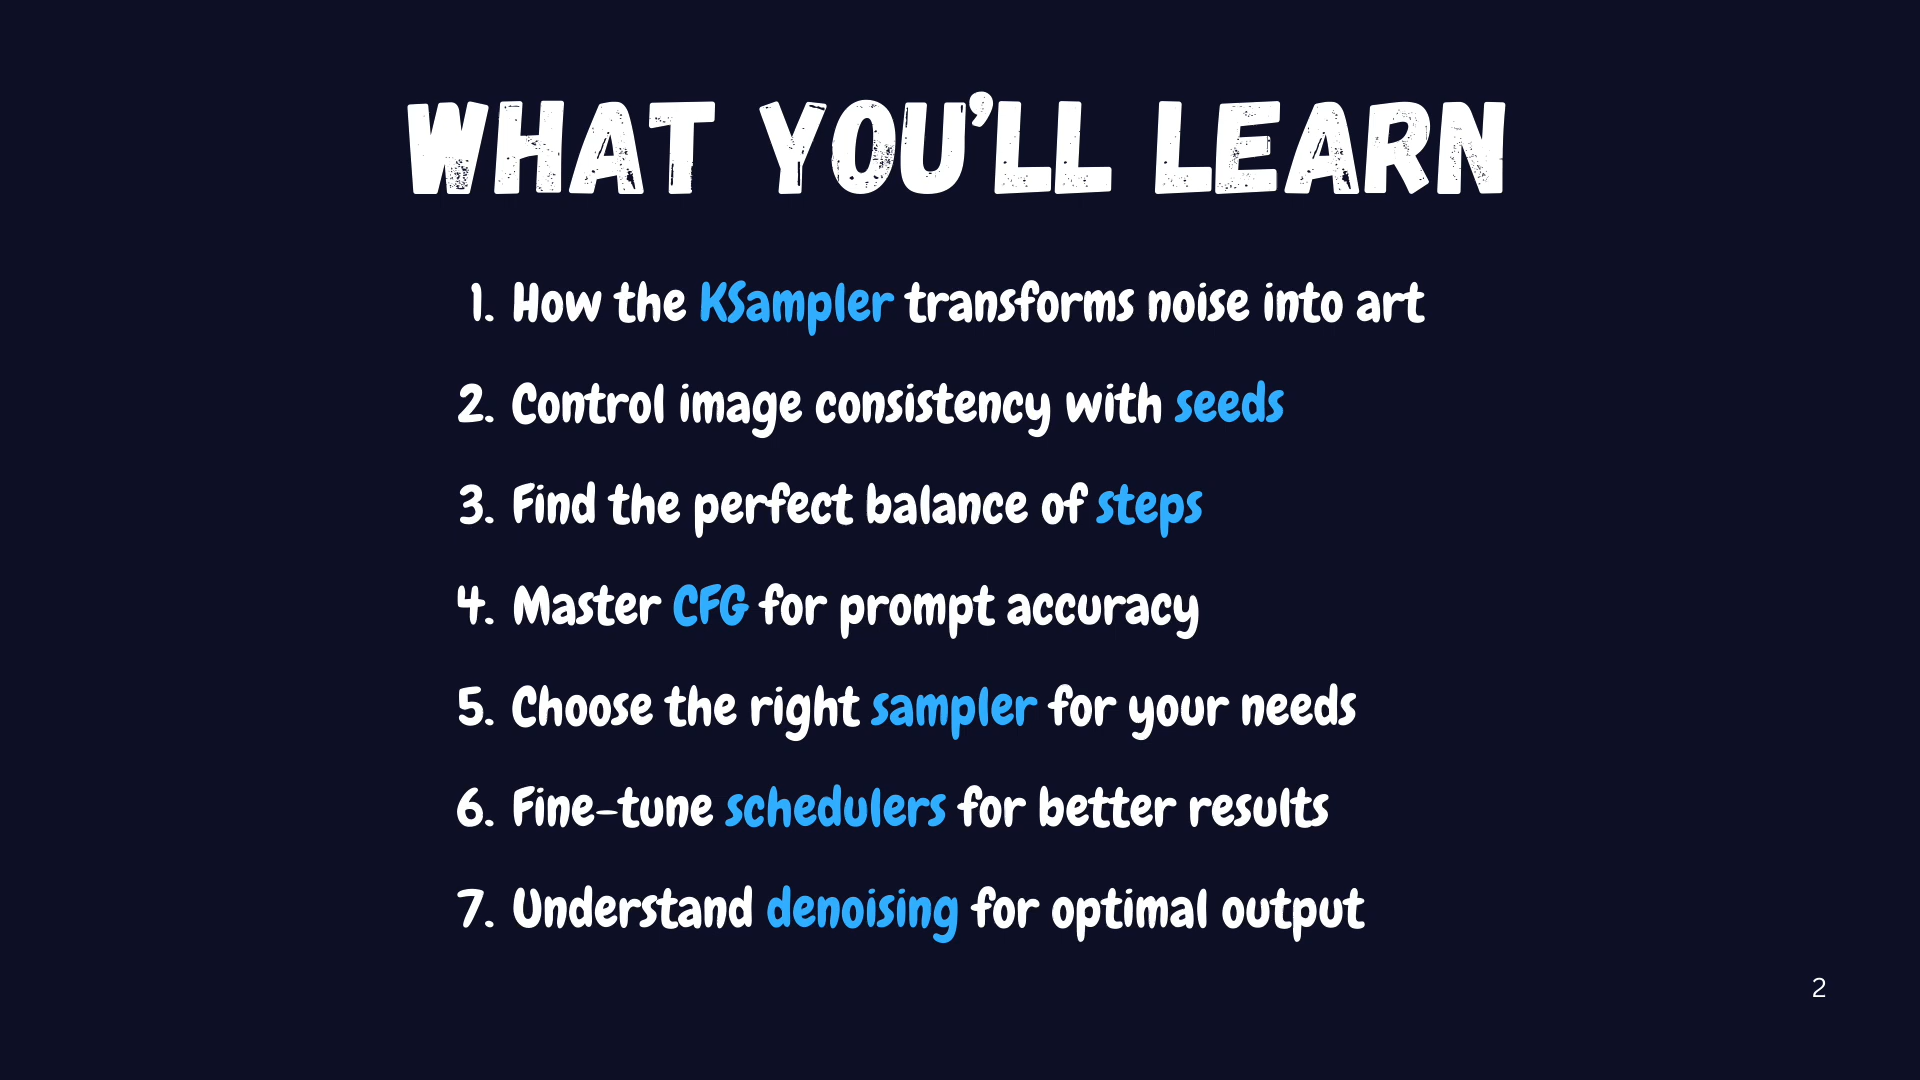 WHAT YOU'LL LEARN
1. How the KSampler transforms noise into art
2. Control image consistency with seeds
3. Find the perfect balance of steps
4. Master CFG for prompt accuracy
5. Choose the right sampler for your needs
6. Fine-tune schedulers for better results
7. Understand denoising for optimal output
2